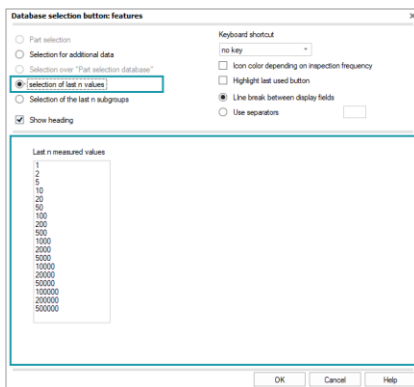 Database selection button: features
Part selection
Selection for additional data
Selection over "Part selection database"
selection of last n values
Selection of the last n subgroups
Show heading
Keyboard shortcut
no key
Icon color depending on inspection frequency
Highlight last used button
Line break between display fields
Use separators
Last n measured values
1
2
5
10
20
50
100
200
500
1000
2000
5000
10000
20000
50000
100000
200000
500000
OK
Cancel
Help